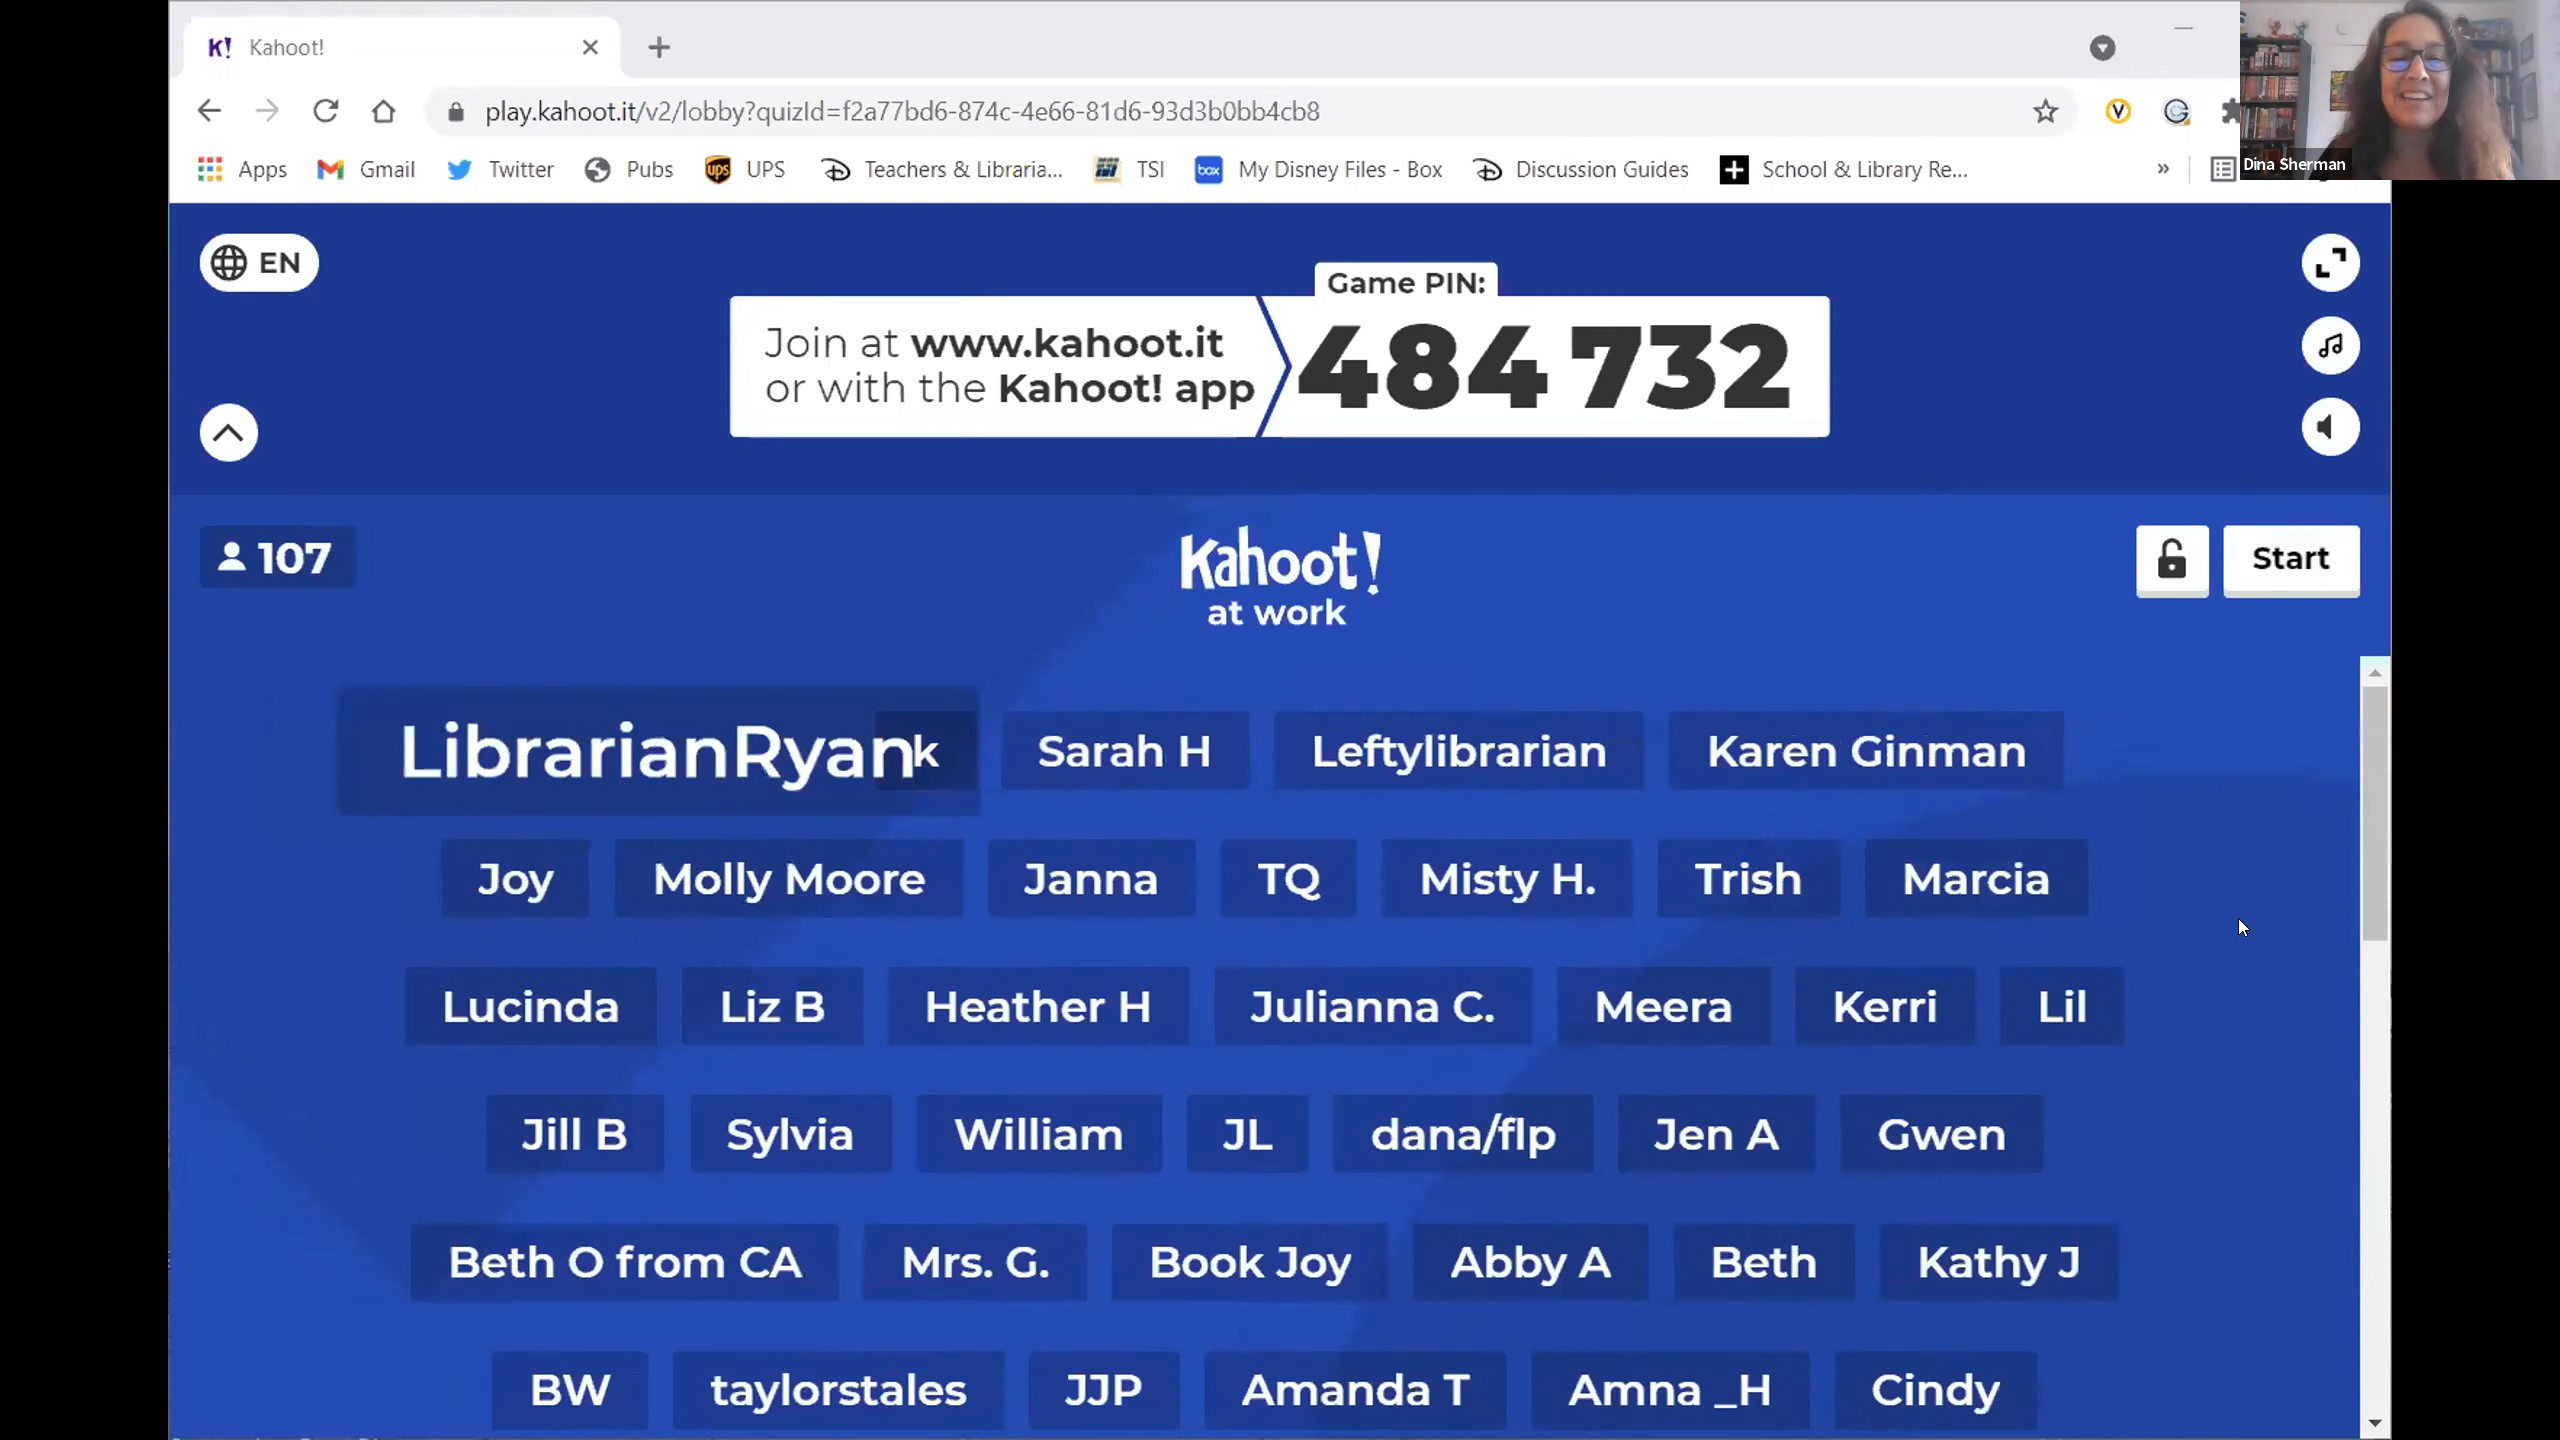 K! Kahoot!
play.kahoot.it/v2/lobby?quizId=f2a77bd6-874c-4e66-81d6-93d3b0bb4cb8
Apps Gmail Twitter Pubs UPS Teachers & Libraria... TSI box My Disney Files - Box Discussion Guides School & Library Re... »
Dina Sherman
EN
Game PIN:
Join at www.kahoot.it
or with the Kahoot! app
484 732
107
Kahoot!
at work
Start
LibrarianRyan k Sarah H Leftylibrarian Karen Ginman
Joy Molly Moore Janna TQ Misty H. Trish Marcia
Lucinda Liz B Heather H Julianna C. Meera Kerri Lil
Jill B Sylvia William JL dana/flp Jen A Gwen
Beth O from CA Mrs. G. Book Joy Abby A Beth Kathy J
BW taylorstales JJP Amanda T Amna _H Cindy